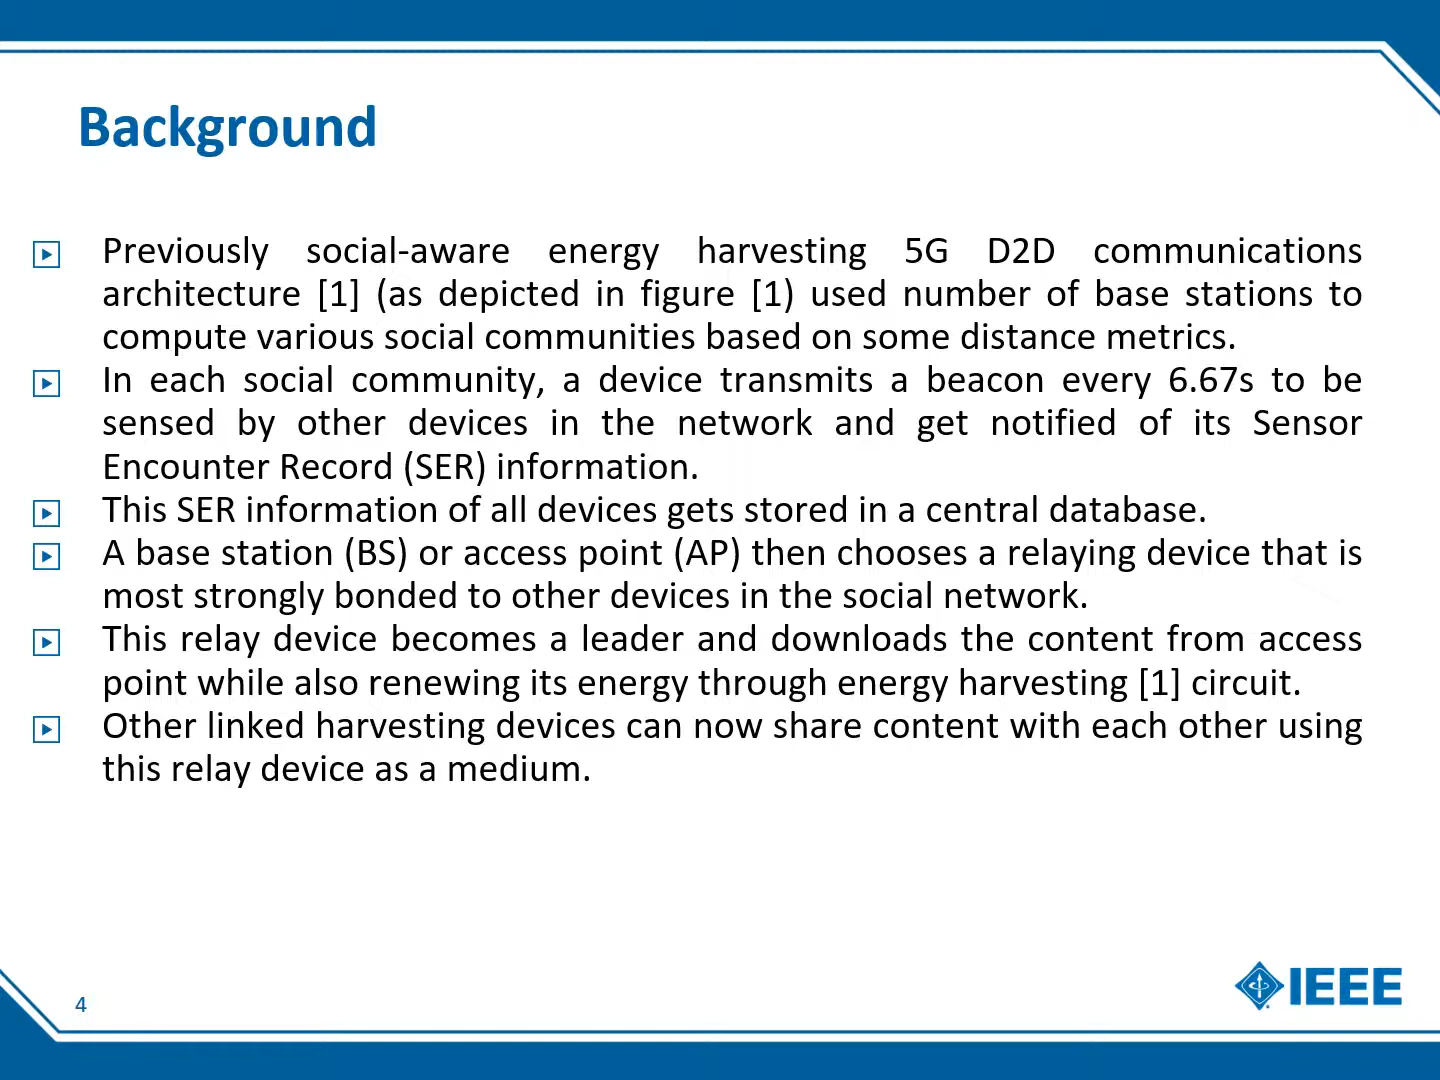 Background
Previously social-aware energy harvesting 5G D2D communications
architecture [1] (as depicted in figure [1) used number of base stations to
compute various social communities based on some distance metrics.
In each social community, a device transmits a beacon every 6.67s to be
sensed by other devices in the network and get notified of its Sensor
Encounter Record (SER) information.
This SER information of all devices gets stored in a central database.
A base station (BS) or access point (AP) then chooses a relaying device that is
most strongly bonded to other devices in the social network.
This relay device becomes a leader and downloads the content from access
point while also renewing its energy through energy harvesting [1] circuit.
Other linked harvesting devices can now share content with each other using
this relay device as a medium.
4
IEEE